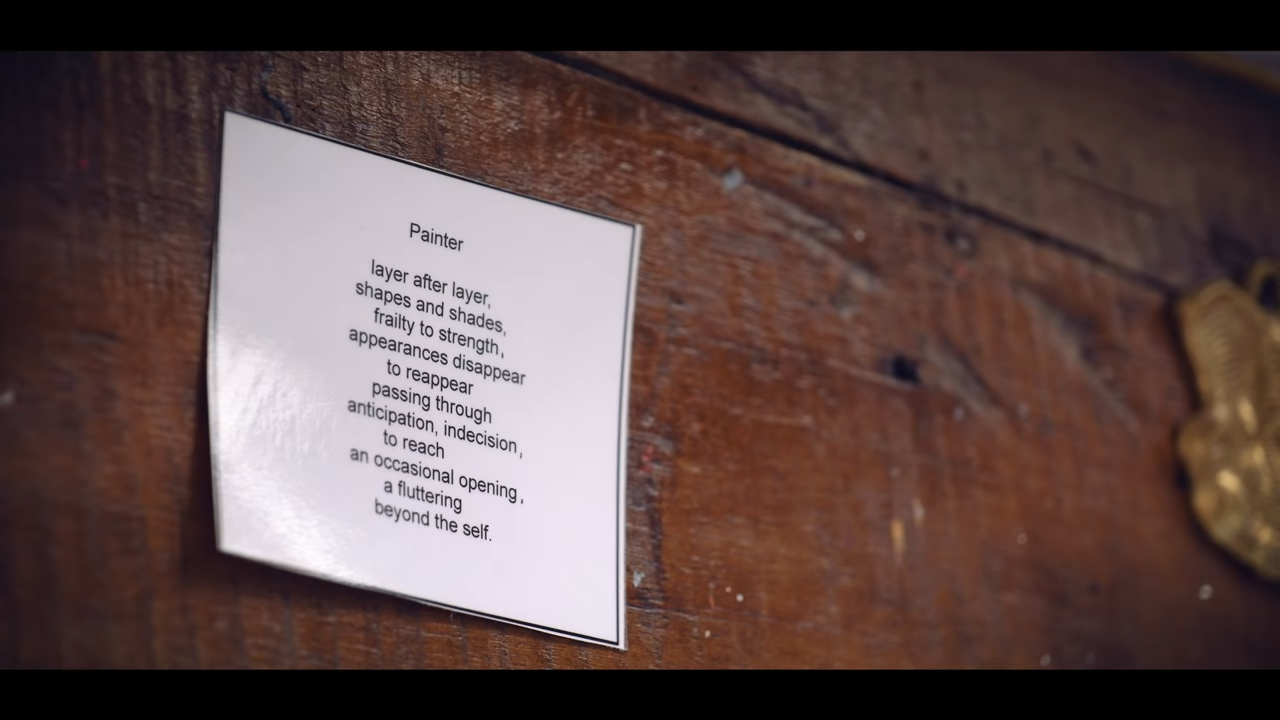 Painter
layer after layer,
shapes and shades,
frailty to strength,
appearances disappear
to reappear
passing through
anticipation, indecision,
to reach
an occasional opening,
a fluttering
beyond the self.